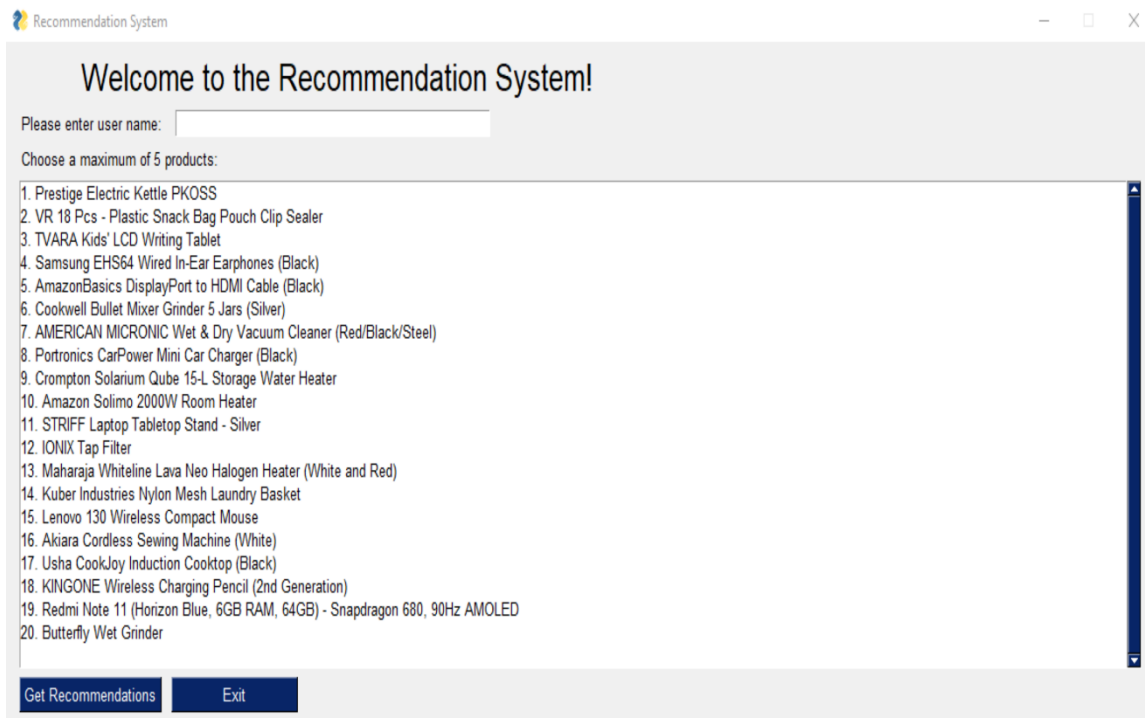 Recommendation System
Welcome to the Recommendation System!
Please enter user name:
Choose a maximum of 5 products:
1. Prestige Electric Kettle PKOSS
2. VR 18 Pcs - Plastic Snack Bag Pouch Clip Sealer
3. TVARA Kids' LCD Writing Tablet
4. Samsung EHS64 Wired In-Ear Earphones (Black)
5. AmazonBasics DisplayPort to HDMI Cable (Black)
6. Cookwell Bullet Mixer Grinder 5 Jars (Silver)
7. AMERICAN MICRONIC Wet & Dry Vacuum Cleaner (Red/Black/Steel)
8. Portronics CarPower Mini Car Charger (Black)
9. Crompton Solarium Qube 15-L Storage Water Heater
10. Amazon Solimo 2000W Room Heater
11. STRIFF Laptop Tabletop Stand - Silver
12. IONIX Tap Filter
13. Maharaja Whiteline Lava Neo Halogen Heater (White and Red)
14. Kuber Industries Nylon Mesh Laundry Basket
15. Lenovo 130 Wireless Compact Mouse
16. Akiara Cordless Sewing Machine (White)
17. Usha CookJoy Induction Cooktop (Black)
18. KINGONE Wireless Charging Pencil (2nd Generation)
19. Redmi Note 11 (Horizon Blue, 6GB RAM, 64GB) - Snapdragon 680, 90Hz AMOLED
20. Butterfly Wet Grinder
Get Recommendations
Exit